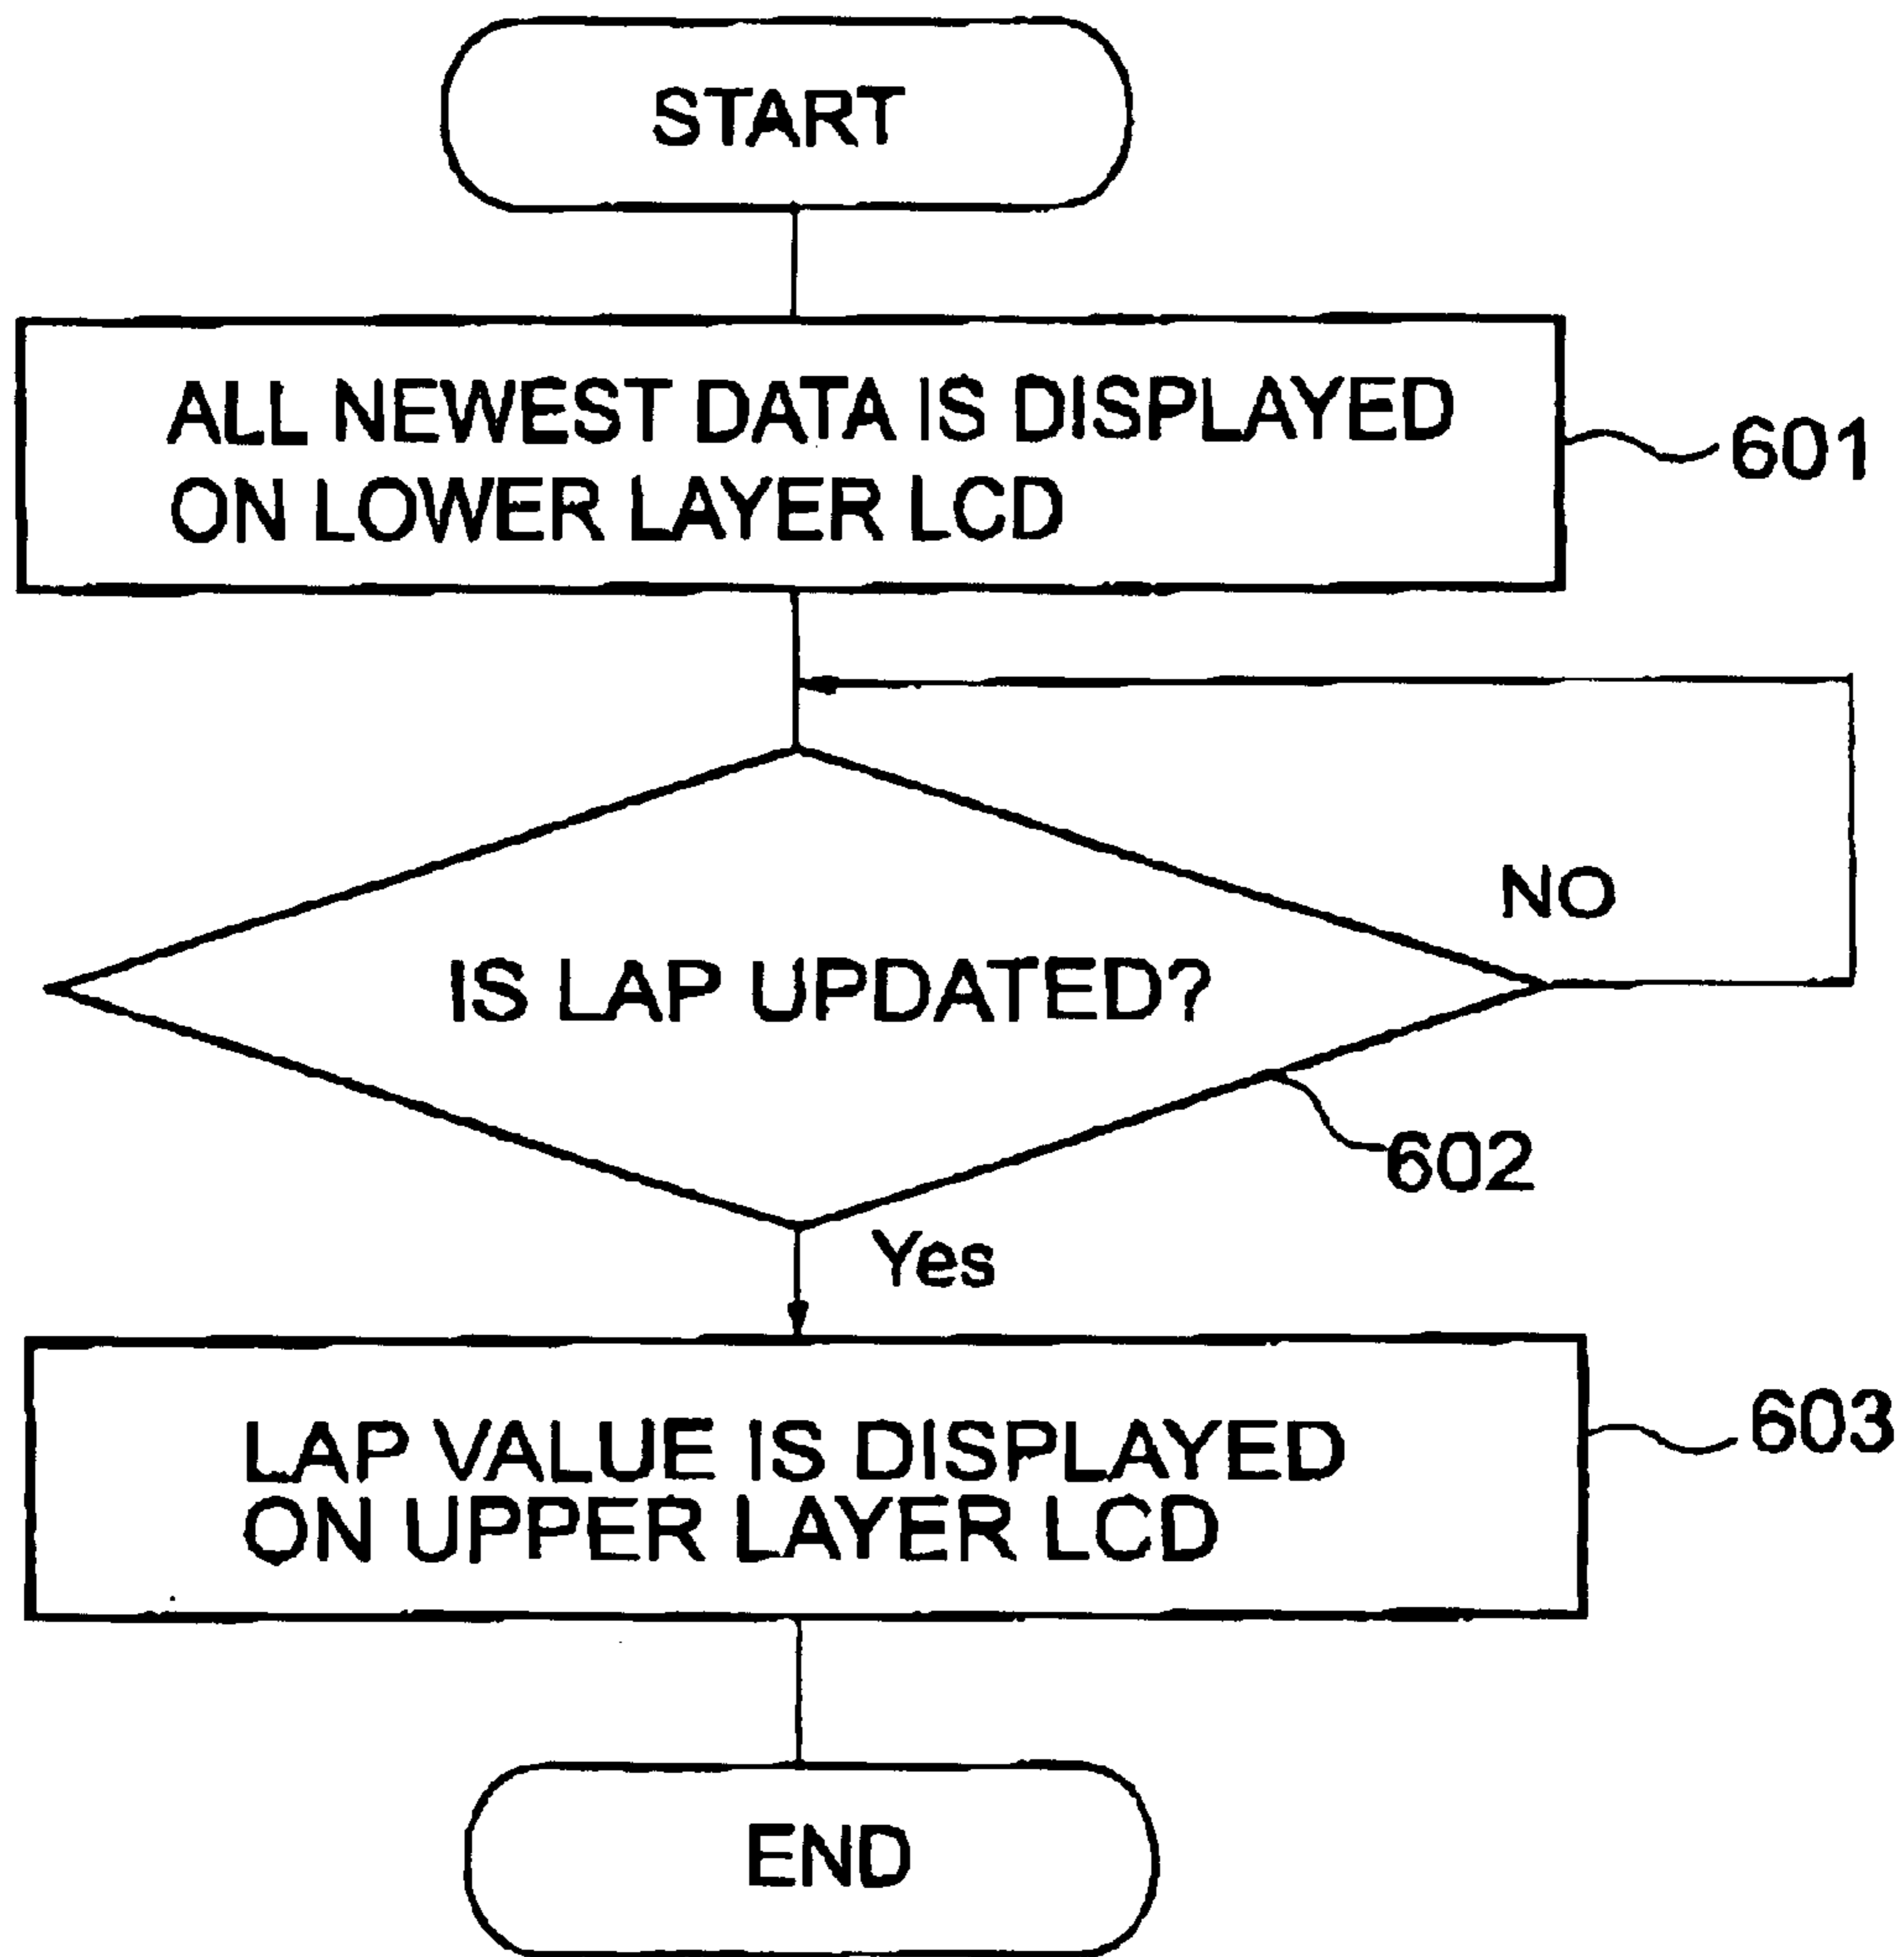 START
ALL NEWEST DATA IS DISPLAYED
ON LOWER LAYER LCD
601
NO
IS LAP UPDATED?
602
Yes
LAP VALUE IS DISPLAYED
ON UPPER LAYER LCD
603
END